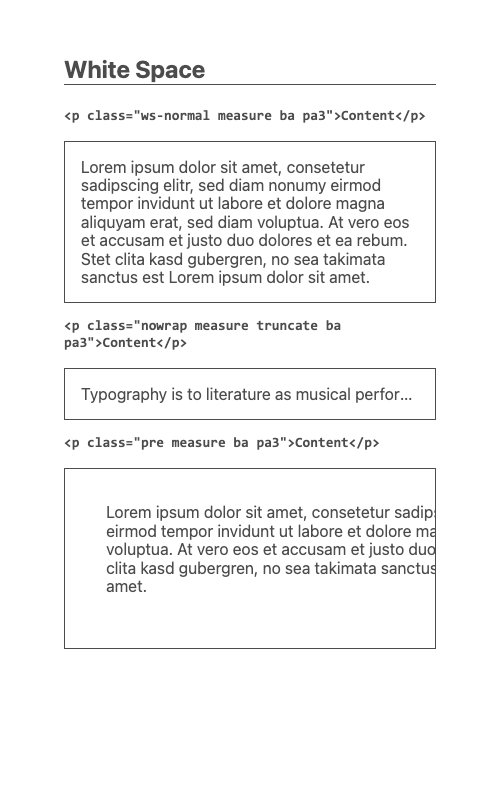 White Space
<p class="ws-normal measure ba pa3">Content</p>
Lorem ipsum dolor sit amet, consetetur
sadipscing elitr, sed diam nonumy eirmod
tempor invidunt ut labore et dolore magna
aliquyam erat, sed diam voluptua. At vero eos
et accusam et justo duo dolores et ea rebum.
Stet clita kasd gubergren, no sea takimata
sanctus est Lorem ipsum dolor sit amet.
<p class="nowrap measure truncate ba
pa3">Content</p>
Typography is to literature as musical perfor...
<p class="pre measure ba pa3">Content</p>
Lorem ipsum dolor sit amet, consetetur sadips
eirmod tempor invidunt ut labore et dolore ma
voluptua. At vero eos et accusam et justo duo
clita kasd gubergren, no sea takimata sanctus
amet.